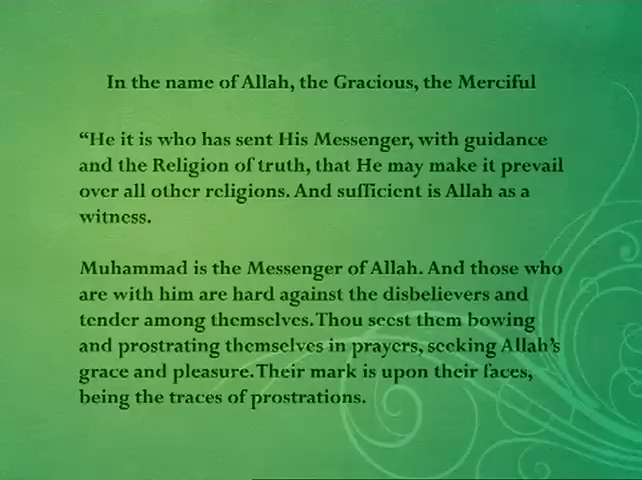 In the name of Allah, the Gracious, the Merciful
“He it is who has sent His Messenger, with guidance
and the Religion of truth, that He may make it prevail
over all other religions. And sufficient is Allah as a
witness.
Muhammad is the Messenger of Allah. And those who
are with him are hard against the disbelievers and
tender among themselves. Thou seest them bowing
and prostrating themselves in prayers, seeking Allah’s
grace and pleasure. Their mark is upon their faces,
being the traces of prostrations.